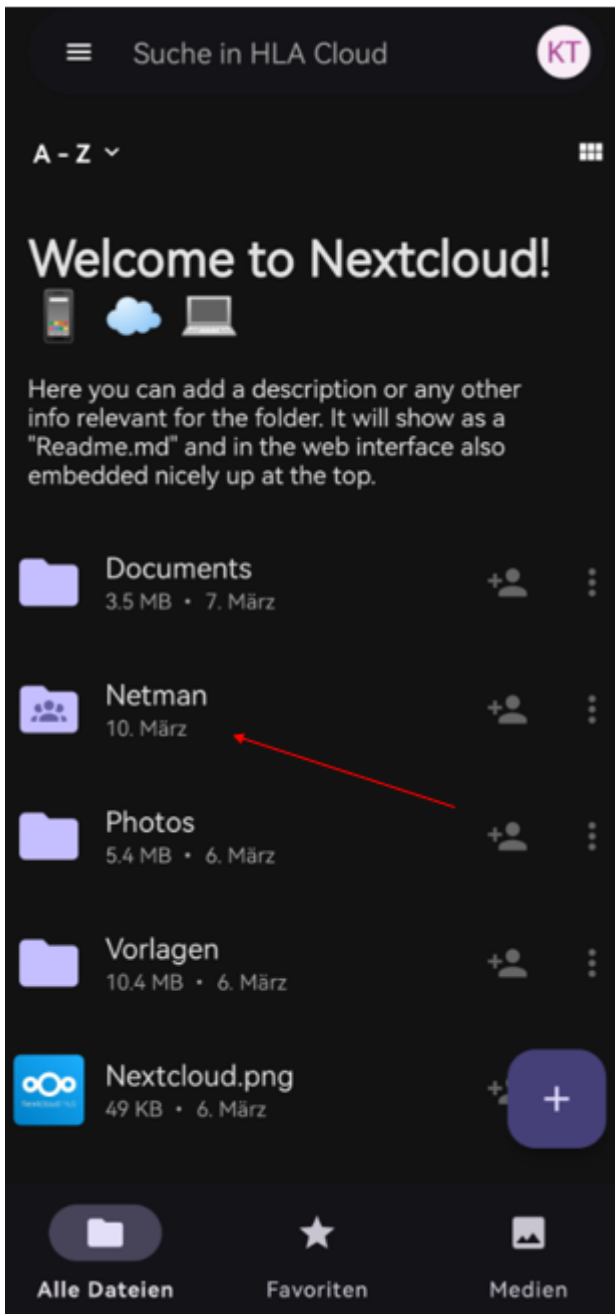 Suche in HLA Cloud
KT
A - Z
Welcome to Nextcloud!
Here you can add a description or any other
info relevant for the folder. It will show as a
"Readme.md" and in the web interface also
embedded nicely up at the top.
Documents
3.5 MB • 7. März
Netman
10. März
Photos
5.4 MB • 6. März
Vorlagen
10.4 MB • 6. März
Nextcloud.png
49 KB • 6. März
Alle Dateien
Favoriten
Medien